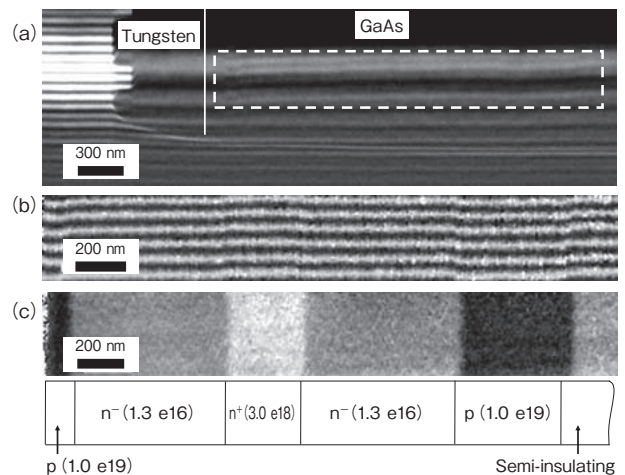 (a)
Tungsten
GaAs
300 nm
(b)
200 nm
(c)
200 nm
n⁻ (1.3 e16)
n⁺ (3.0 e18)
n⁻ (1.3 e16)
p (1.0 e19)
p (1.0 e19)
Semi-insulating